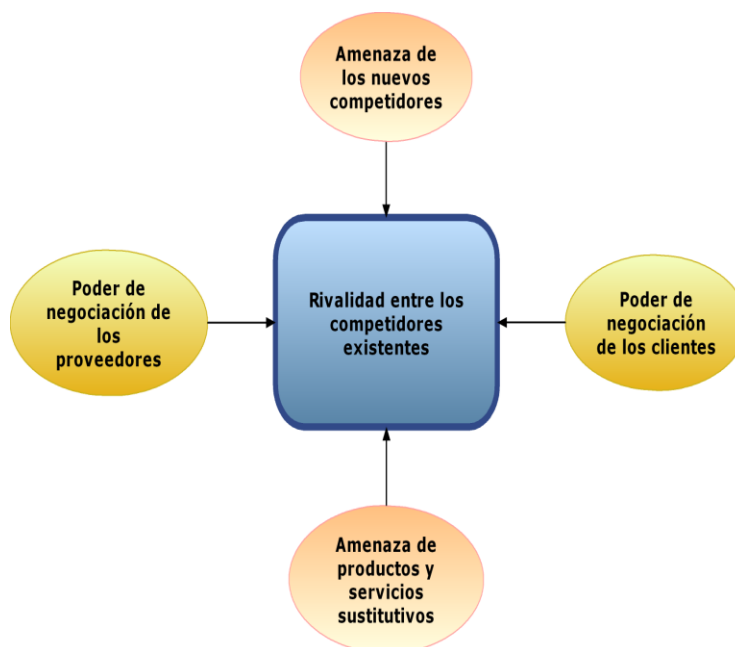 Amenaza de
los nuevos
competidores
Poder de
negociación de
los
proveedores
Rivalidad entre los
competidores
existentes
Poder de
negociación
de los clientes
Amenaza de
productos y
servicios
sustitutivos